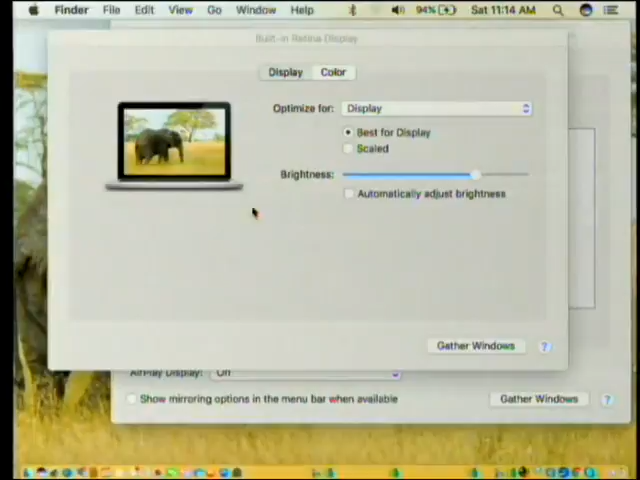 Finder File Edit View Go Window Help 94% Sat 11:14 AM
Built-in Retina Display
Display Color
Optimize for: Display
Best for Display
Scaled
Brightness:
Automatically adjust brightness
Gather Windows ?
AirPlay Display: Off
Show mirroring options in the menu bar when available Gather Windows ?